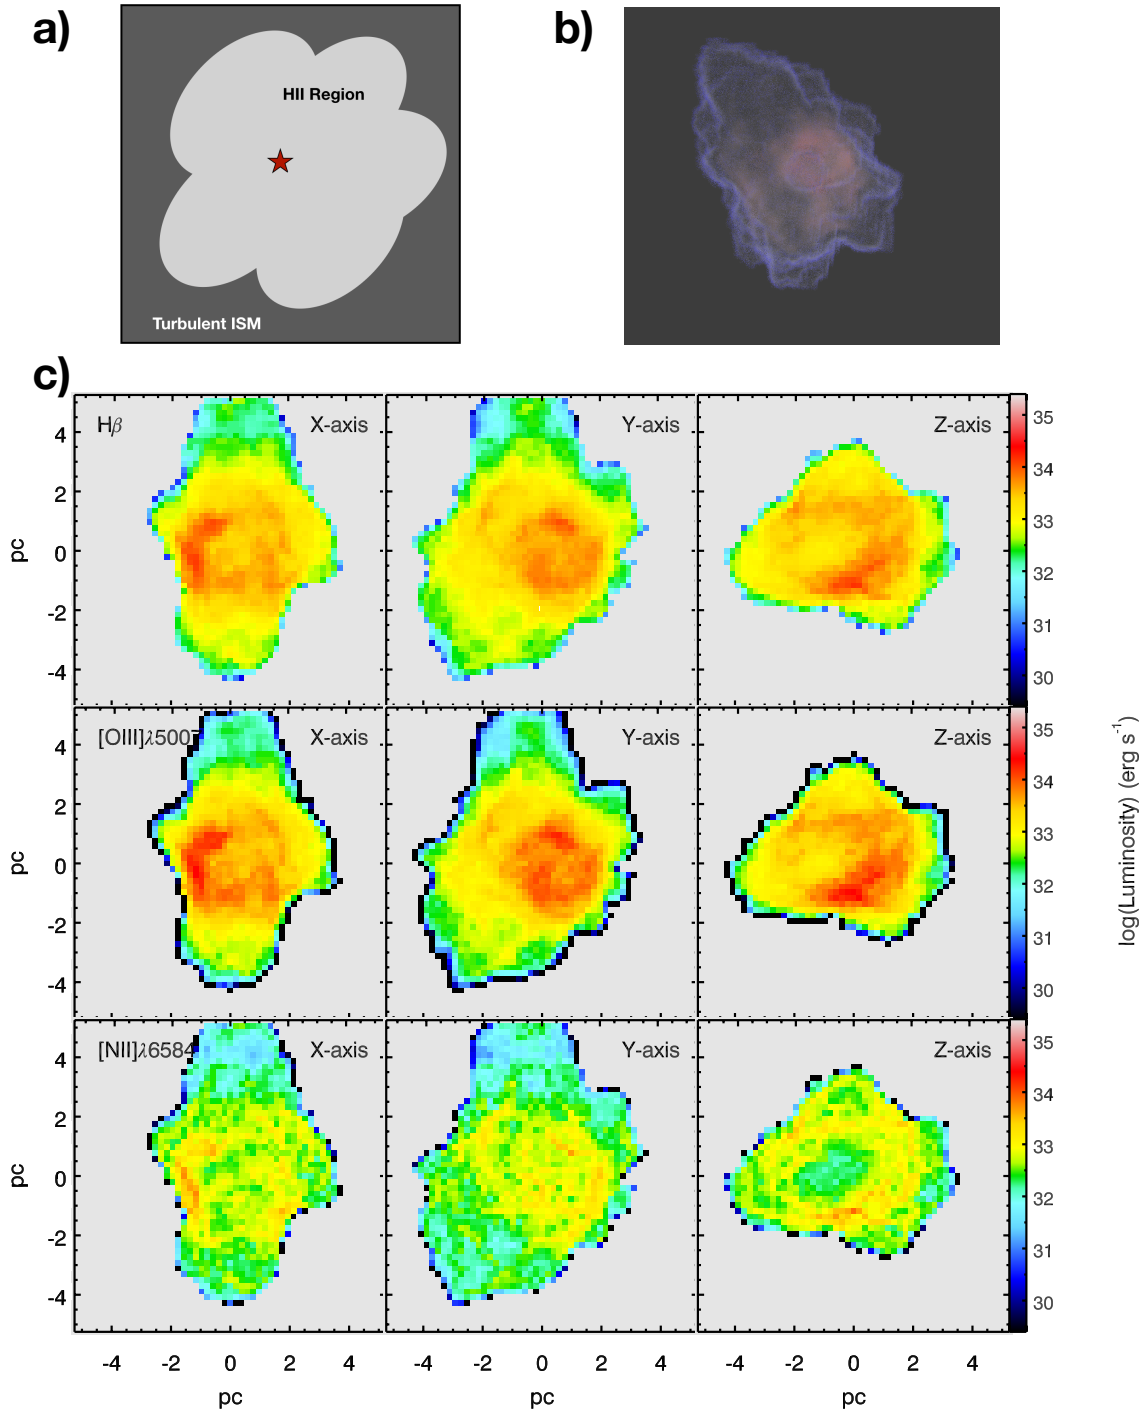 a)
HII Region
Turbulent ISM
b)
c)
Hβ X-axis Y-axis Z-axis
4
2
0
-2
-4
pc
35
34
33
32
31
30
[OIII]λ5007 X-axis Y-axis Z-axis
4
2
0
-2
-4
pc
35
34
33
32
31
30
log(Luminosity) (erg s⁻¹)
[NII]λ6584 X-axis Y-axis Z-axis
4
2
0
-2
-4
pc
35
34
33
32
31
30
-4 -2 0 2 4 -4 -2 0 2 4 -4 -2 0 2 4
pc pc pc